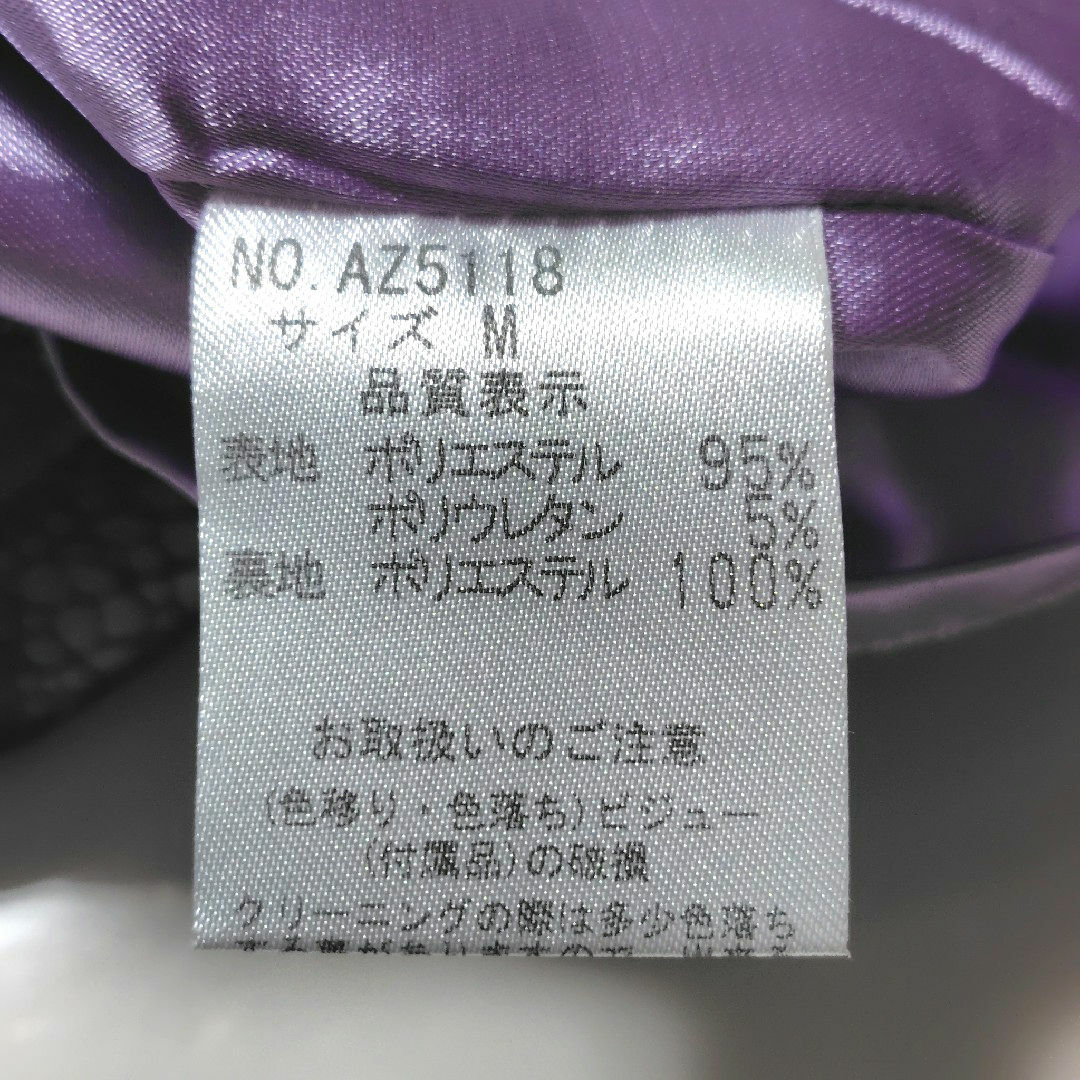 NO. AZ5118
サイズ M
品質表示
表地 ポリエステル 95%
ポリウレタン 5%
裏地 ポリエステル 100%
お取扱いのご注意
(色移り・色落ち)ビジュー
(付属品)の破損
クリーニングの際は多少色落ち